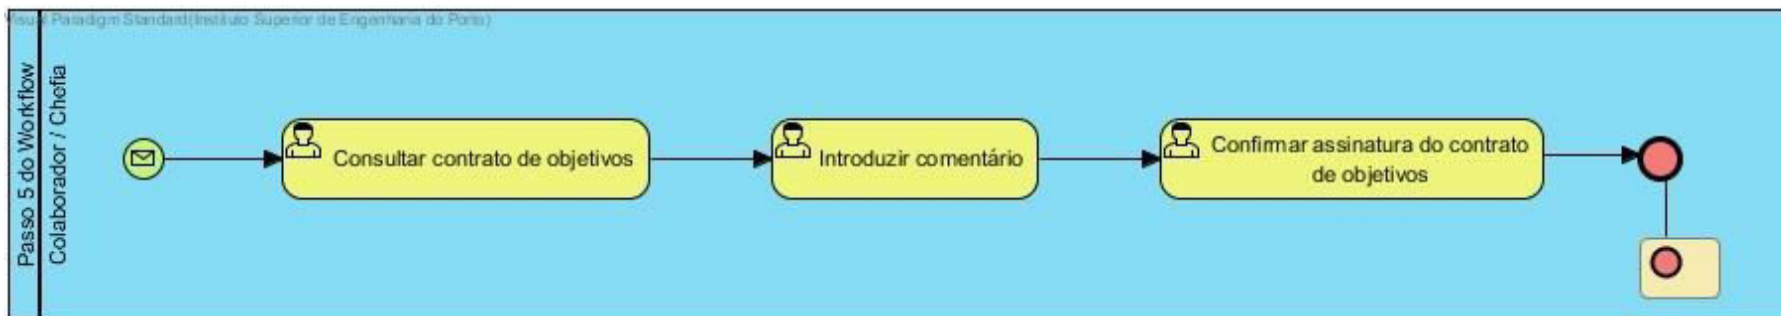 Visual Paradigm Standard(Instituto Superior de Engenharia do Porto)
Passo 5 do Workflow
Colaborador / Chefia
Consultar contrato de objetivos
Introduzir comentário
Confirmar assinatura do contrato
de objetivos